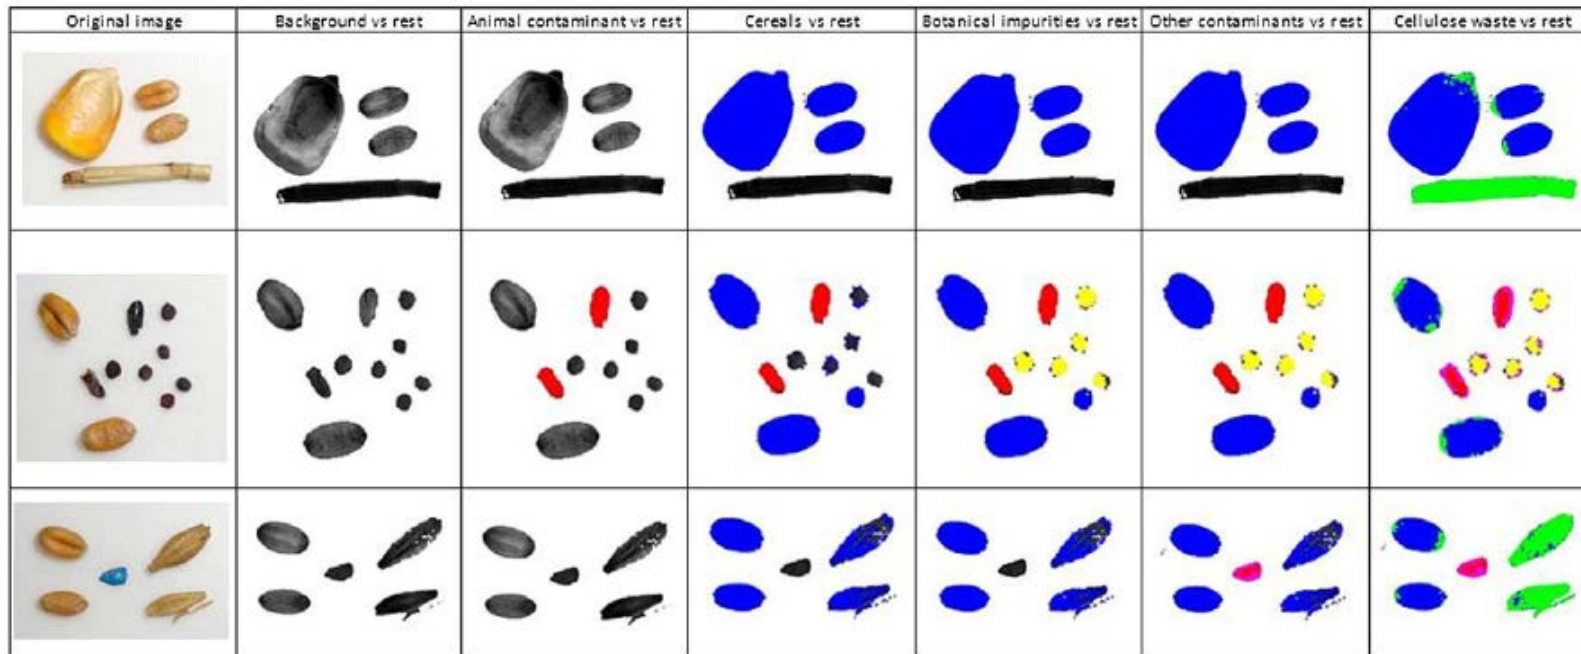 Original image
Background vs rest
Animal contaminant vs rest
Cereals vs rest
Botanical impurities vs rest
Other contaminants vs rest
Cellulose waste vs rest